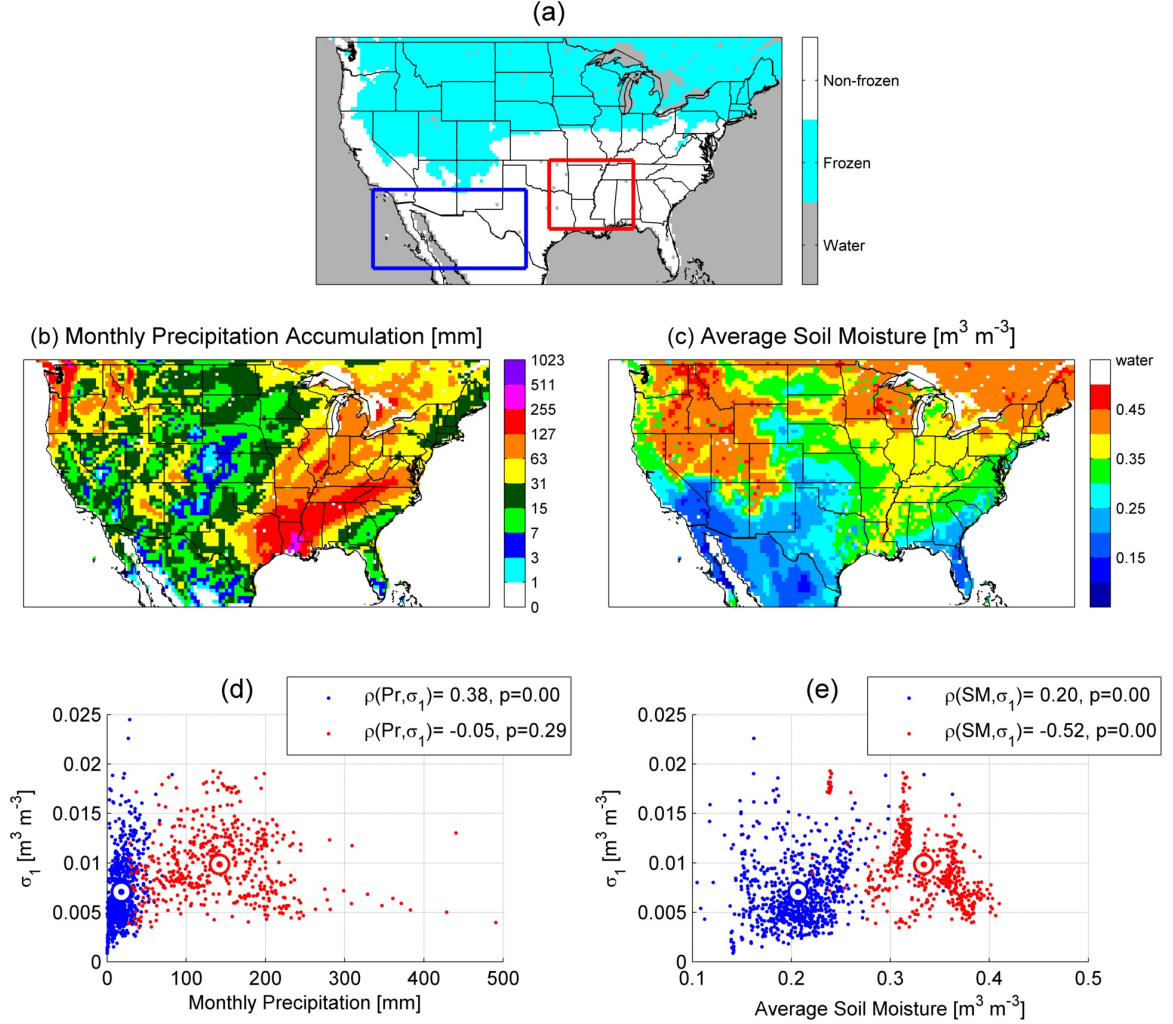 (a)
Non-frozen
Frozen
Water
(b) Monthly Precipitation Accumulation [mm]
1023
511
255
127
63
31
15
7
3
1
0
(c) Average Soil Moisture [m³ m⁻³]
water
0.45
0.35
0.25
0.15
(d)
ρ(Pr,σ₁)= 0.38, p=0.00
ρ(Pr,σ₁)= -0.05, p=0.29
0.025
0.02
0.015
0.01
0.005
0
σ₁ [m³ m⁻³]
0 100 200 300 400 500
Monthly Precipitation [mm]
(e)
ρ(SM,σ₁)= 0.20, p=0.00
ρ(SM,σ₁)= -0.52, p=0.00
0.025
0.02
0.015
0.01
0.005
0
σ₁ [m³ m⁻³]
0.1 0.2 0.3 0.4 0.5
Average Soil Moisture [m³ m⁻³]